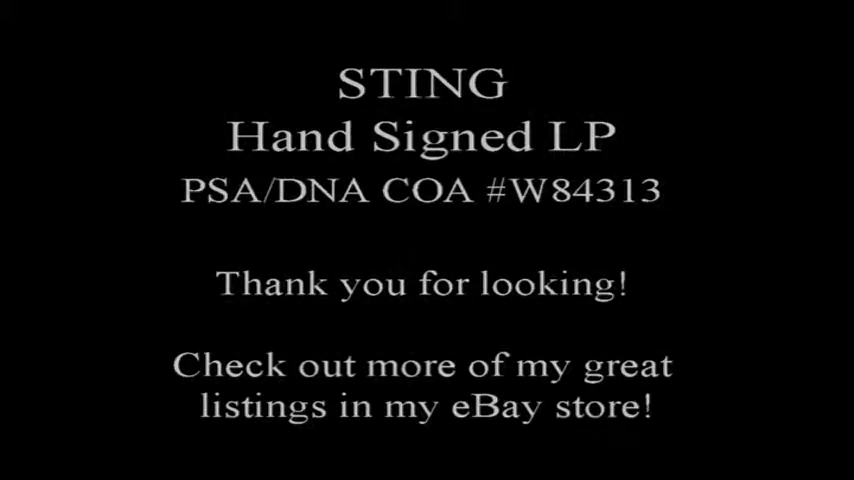 STING
Hand Signed LP
PSA/DNA COA #W84313
Thank you for looking!
Check out more of my great
listings in my eBay store!